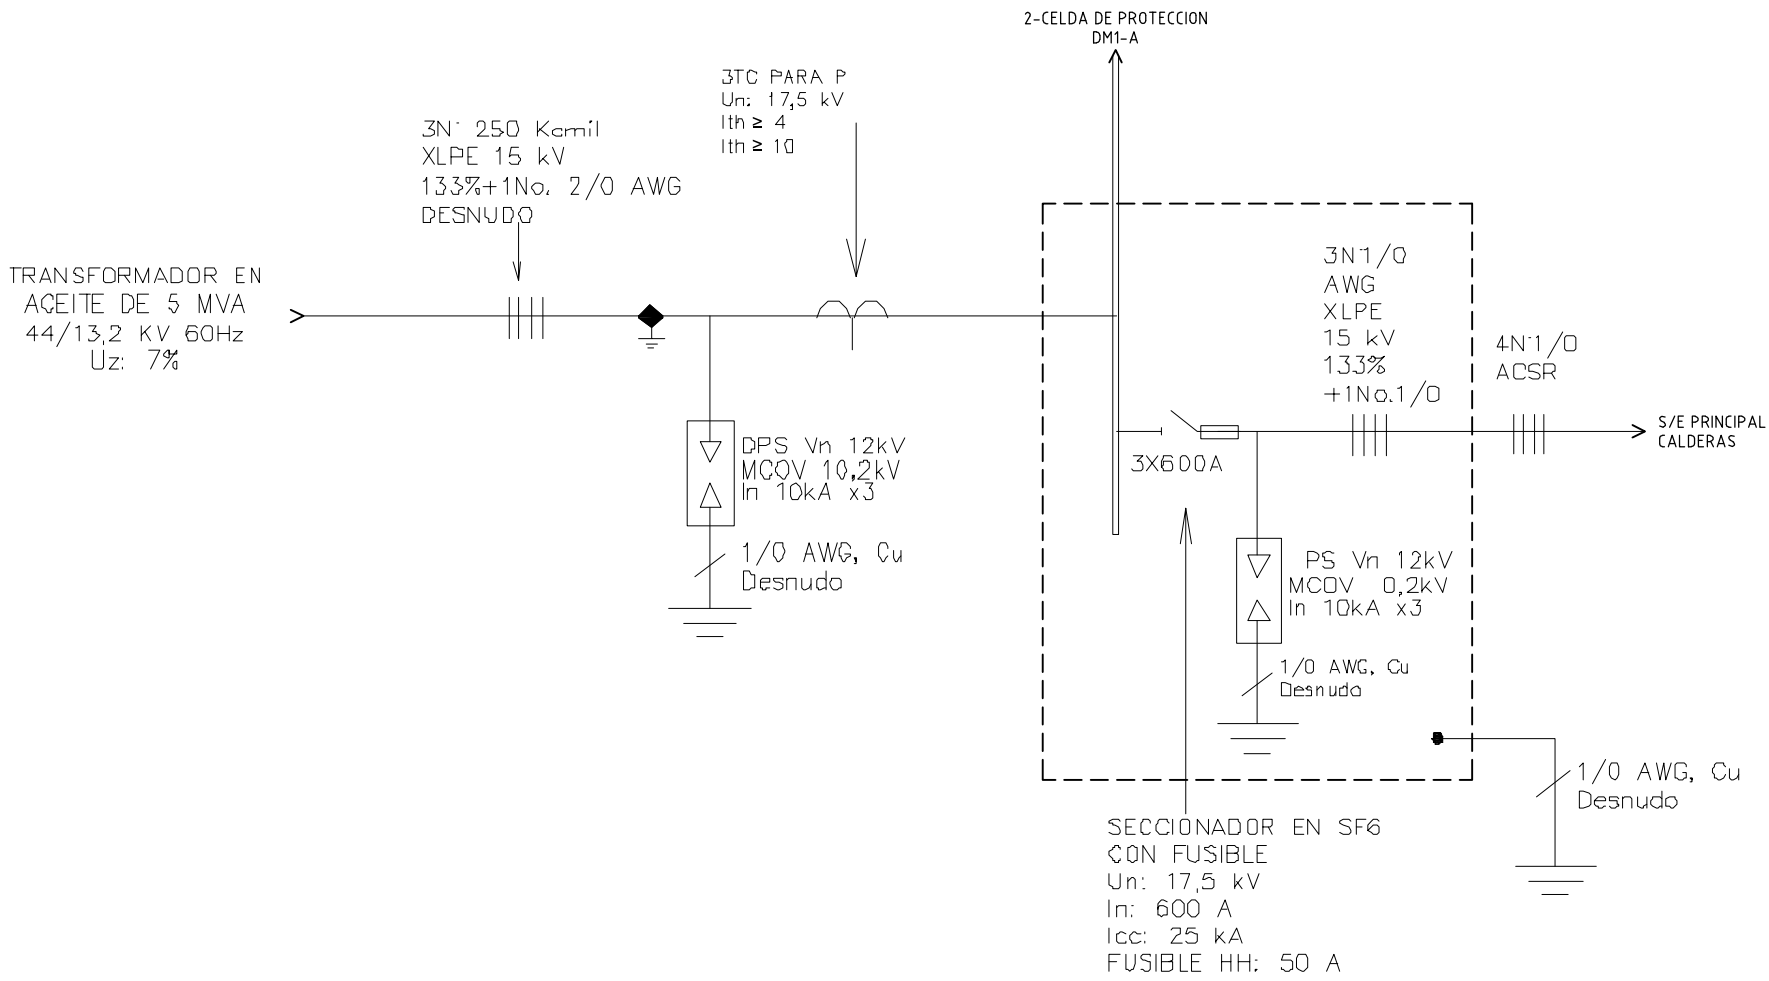 2-CELDA DE PROTECCION
DM1-A
3TC PARA P
Un: 17,5 kV
Ith ≥ 4
Ith ≥ 10
3N° 250 Kcmil
XLPE 15 kV
133%+1No. 2/0 AWG
DESNUDO
TRANSFORMADOR EN
ACEITE DE 5 MVA
44/13,2 KV 60Hz
Uz: 7%
3N°1/0
AWG
XLPE
15 kV
133%
+1No.1/0
4N°1/0
ACSR
S/E PRINCIPAL
CALDERAS
3X600A
DPS Vn 12kV
MCOV 10,2kV
In 10kA x3
1/0 AWG, Cu
Desnudo
PS Vn 12kV
MCOV 0,2kV
In 10kA x3
1/0 AWG, Cu
Desnudo
1/0 AWG, Cu
Desnudo
SECCIONADOR EN SF6
CON FUSIBLE
Un: 17,5 kV
In: 600 A
Icc: 25 kA
FUSIBLE HH: 50 A